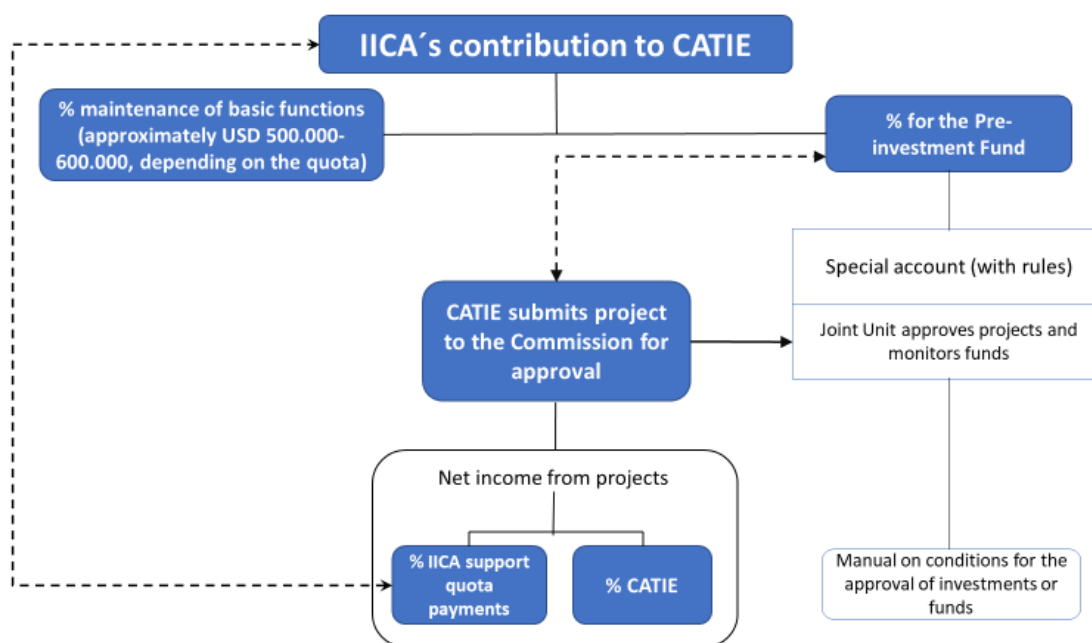 IICA´s contribution to CATIE
% maintenance of basic functions
(approximately USD 500.000-
600.000, depending on the quota)
% for the Pre-
investment Fund
Special account (with rules)
CATIE submits project
to the Commission for
approval
Joint Unit approves projects and
monitors funds
Net income from projects
% IICA support
quota
payments
% CATIE
Manual on conditions for the
approval of investments or
funds